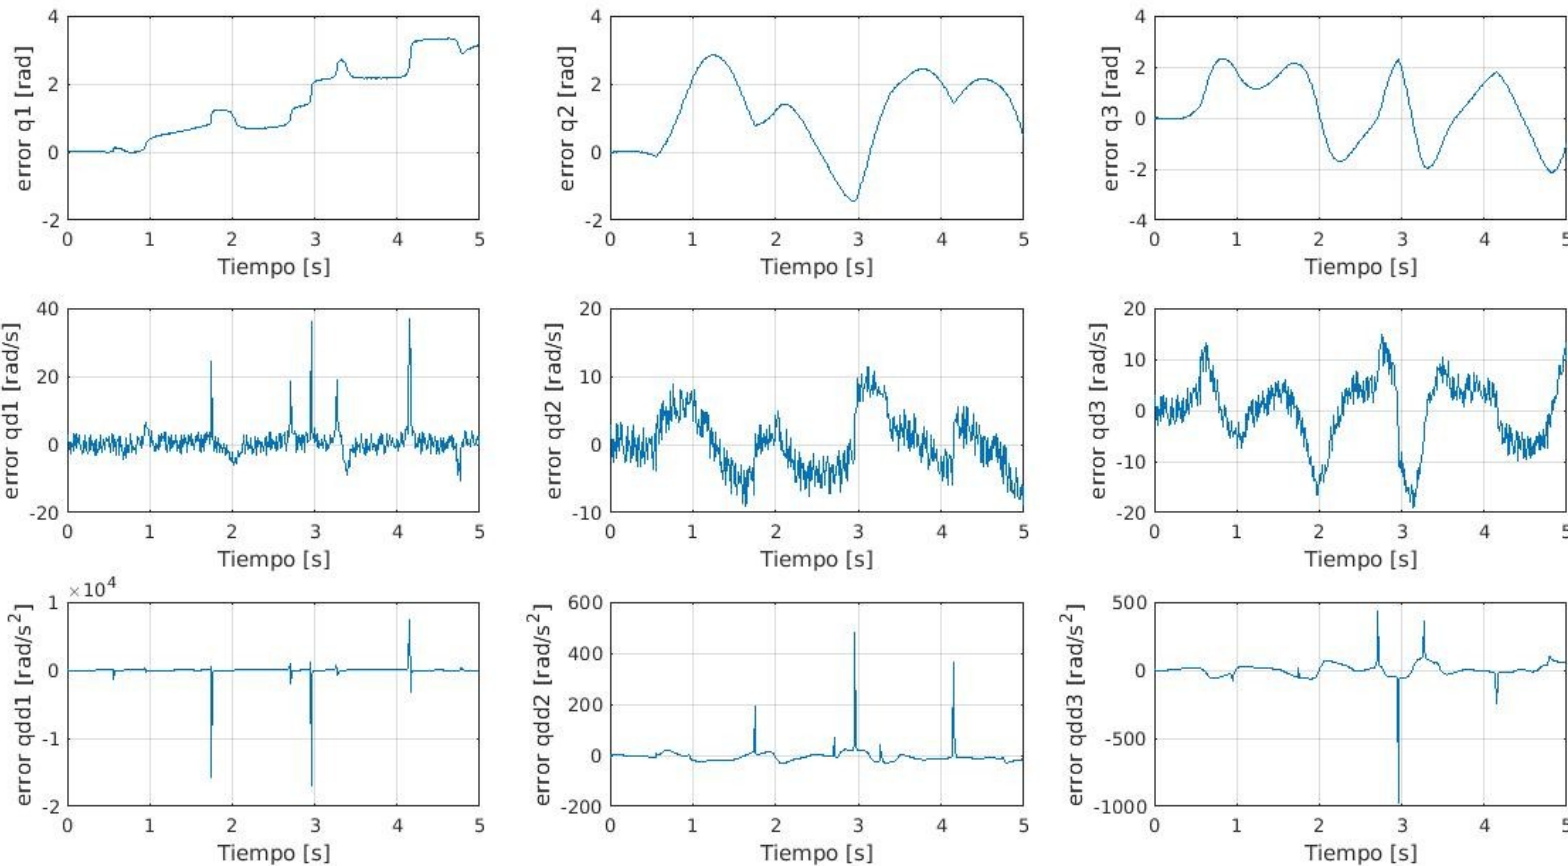 error q1 [rad]
4
2
0
-2
0 1 2 3 4 5
Tiempo [s]
error q2 [rad]
4
2
0
-2
0 1 2 3 4 5
Tiempo [s]
error q3 [rad]
4
2
0
-2
-4
0 1 2 3 4 5
Tiempo [s]
error qd1 [rad/s]
40
20
0
-20
0 1 2 3 4 5
Tiempo [s]
error qd2 [rad/s]
20
10
0
-10
0 1 2 3 4 5
Tiempo [s]
error qd3 [rad/s]
20
10
0
-10
-20
0 1 2 3 4 5
Tiempo [s]
error qdd1 [rad/s²]
×10⁴
1
0
-1
-2
0 1 2 3 4 5
Tiempo [s]
error qdd2 [rad/s²]
600
400
200
0
-200
0 1 2 3 4 5
Tiempo [s]
error qdd3 [rad/s²]
500
0
-500
-1000
0 1 2 3 4 5
Tiempo [s]